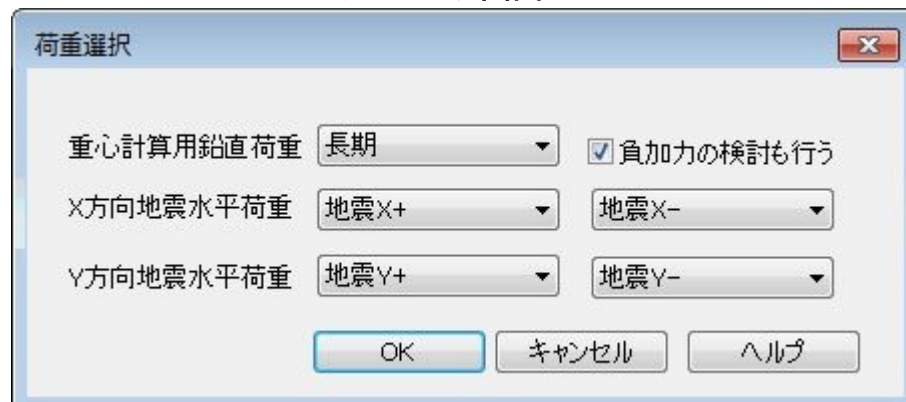 荷重選択
重心計算用鉛直荷重 長期 負加力の検討も行う
X方向地震水平荷重 地震X+ 地震X-
Y方向地震水平荷重 地震Y+ 地震Y-
OK キャンセル ヘルプ